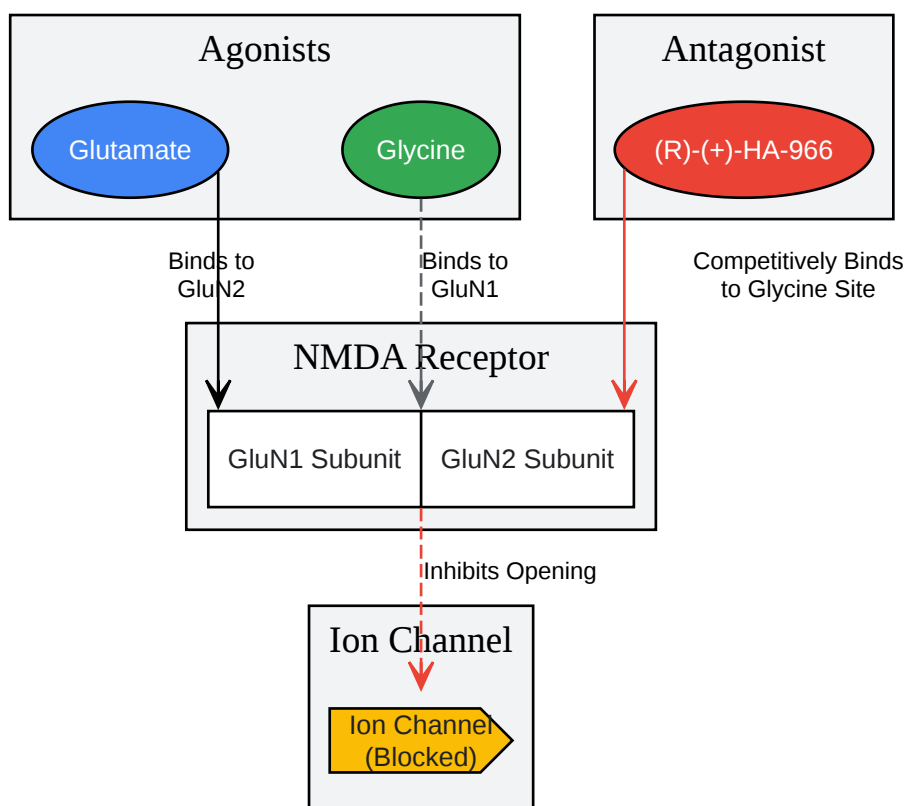 Agonists
Antagonist
Glutamate
Glycine
(R)-(+)-HA-966
Binds to
GluN2
Binds to
GluN1
Competitively Binds
to Glycine Site
NMDA Receptor
GluN1 Subunit
GluN2 Subunit
Inhibits Opening
Ion Channel
Ion Channel
(Blocked)